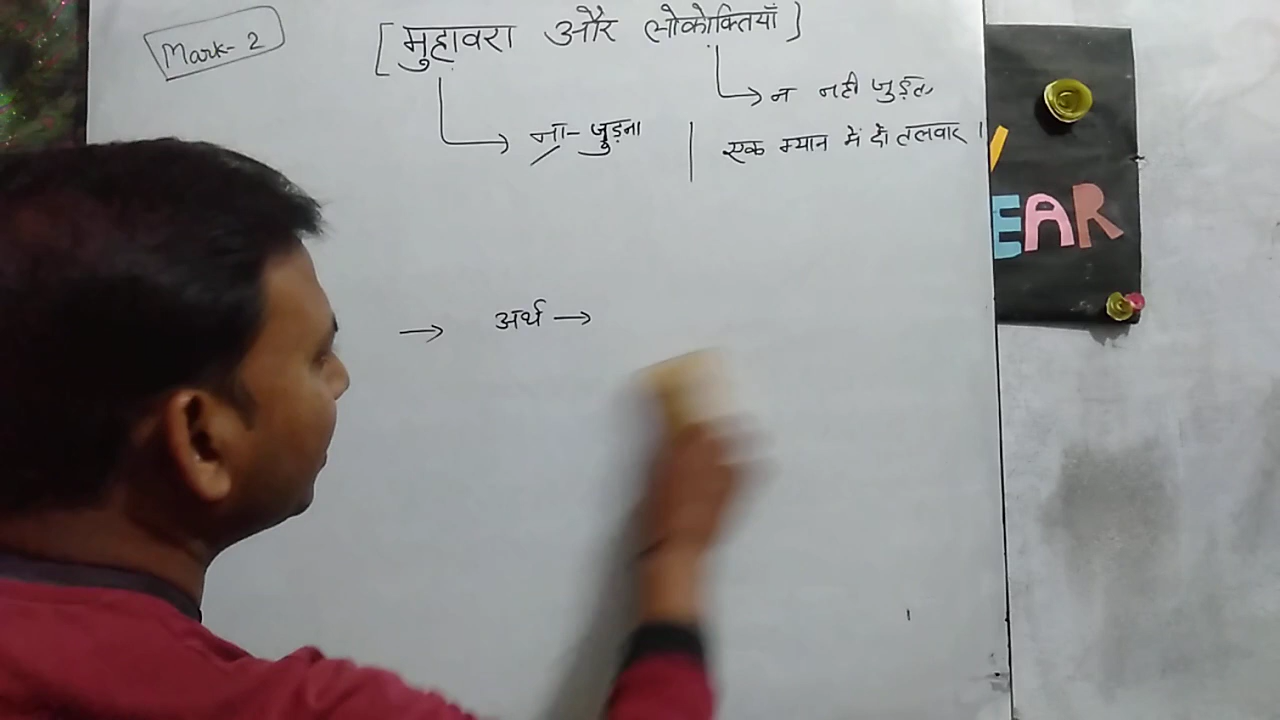 Mark-2
[मुहावरा और लोकोक्तियाँ]
न नही जुड़त,
ना-जुड़ना
एक म्यान में दो तलवार।
→ अर्थ →
EAR